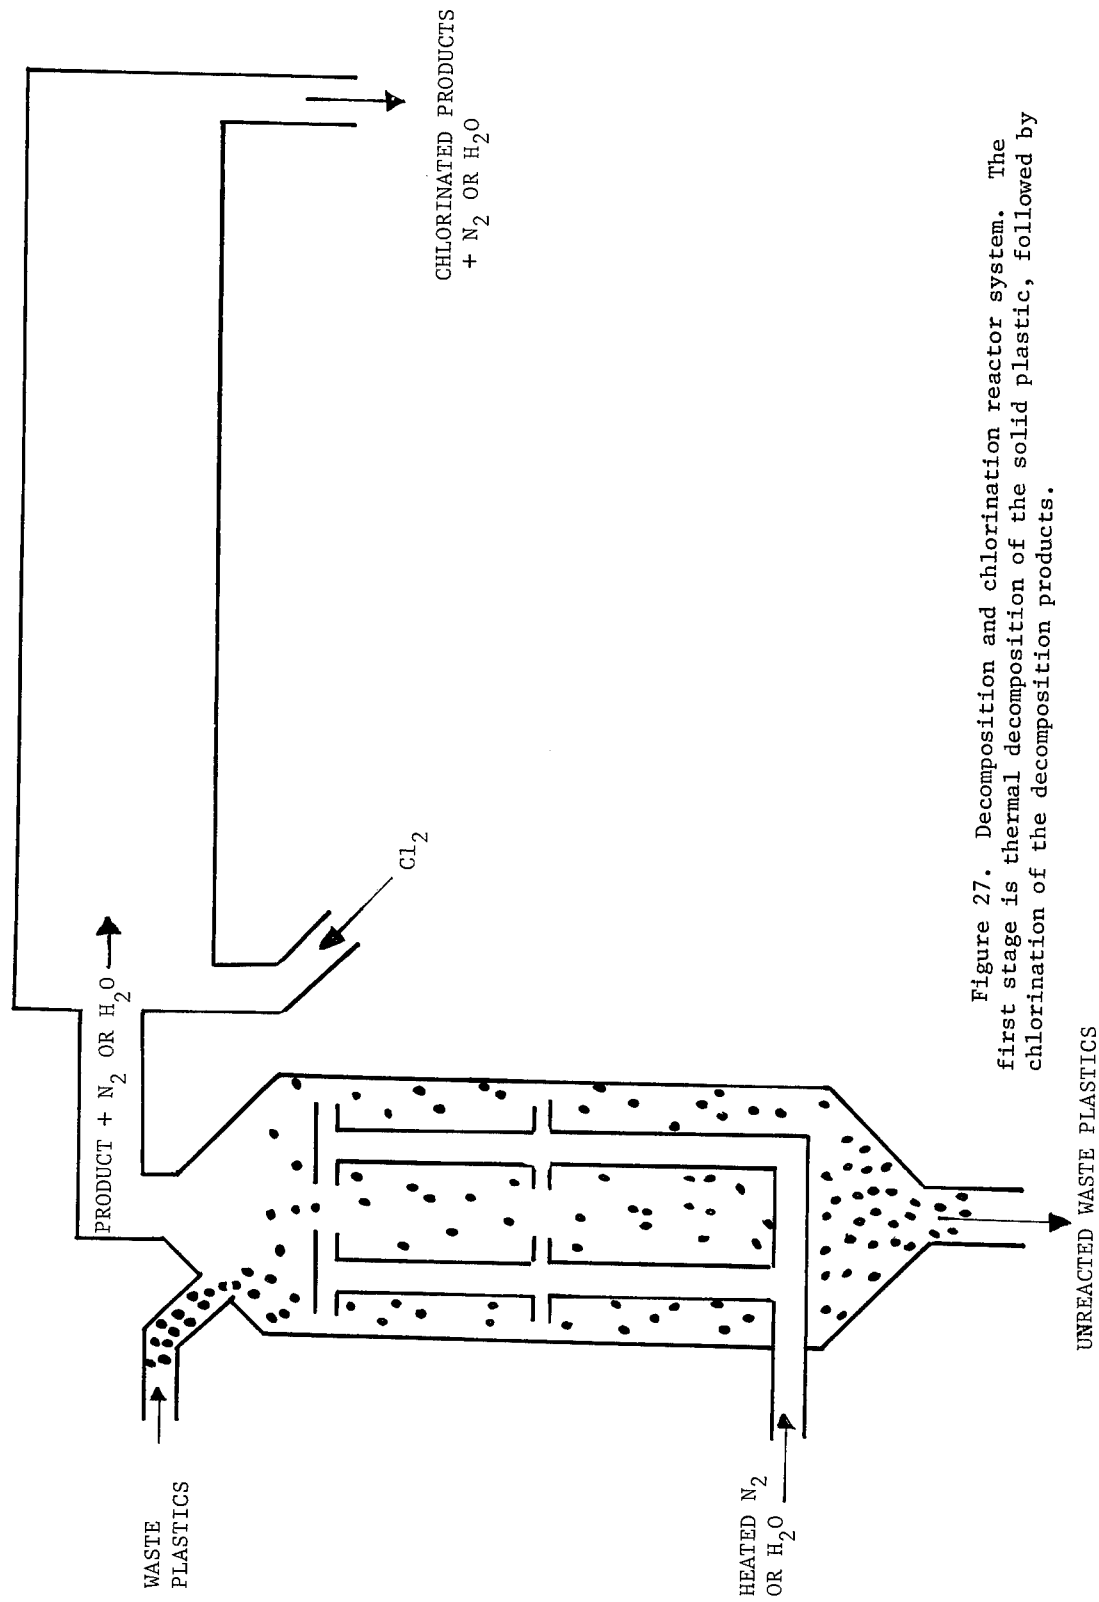 WASTE
PLASTICS
PRODUCT + N2 OR H2O
Cl2
CHLORINATED PRODUCTS
+ N2 OR H2O
HEATED N2
OR H2O
UNREACTED WASTE PLASTICS
Figure 27. Decomposition and chlorination reactor system. The
first stage is thermal decomposition of the solid plastic, followed by
chlorination of the decomposition products.